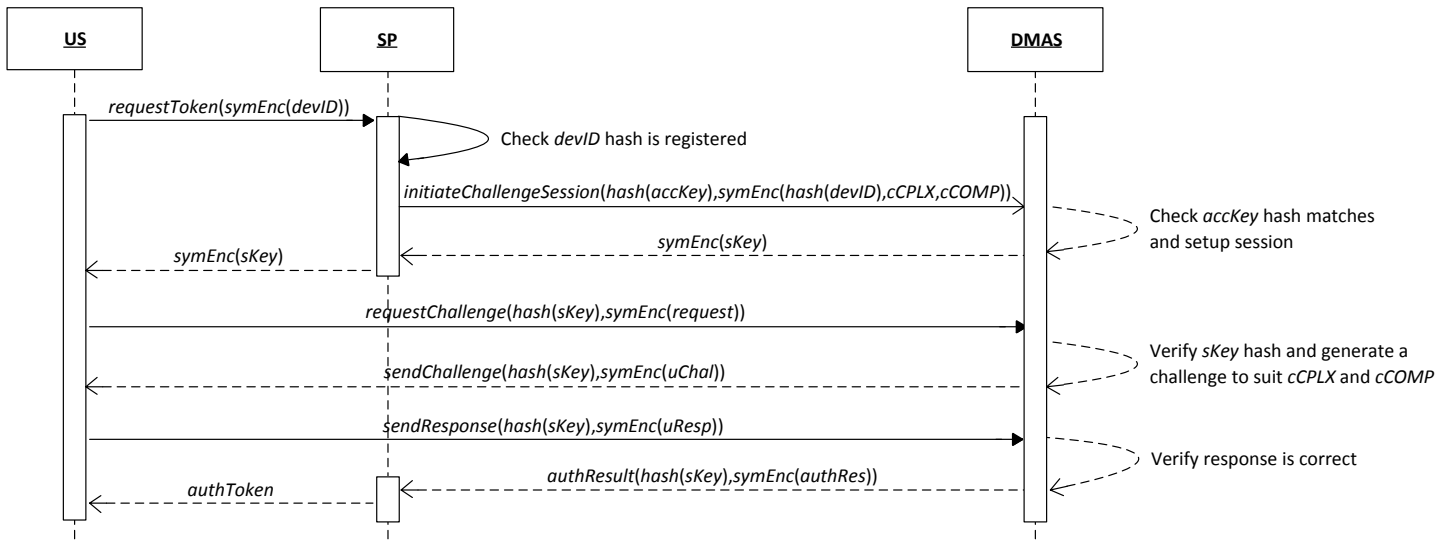 US
SP
DMAS
requestToken(symEnc(devID))
Check devID hash is registered
initiateChallengeSession(hash(accKey),symEnc(hash(devID),cCPLX,cCOMP))
Check accKey hash matches
and setup session
symEnc(sKey)
symEnc(sKey)
requestChallenge(hash(sKey),symEnc(request))
Verify sKey hash and generate a
challenge to suit cCPLX and cCOMP
sendChallenge(hash(sKey),symEnc(uChal))
sendResponse(hash(sKey),symEnc(uResp))
Verify response is correct
authResult(hash(sKey),symEnc(authRes))
authToken